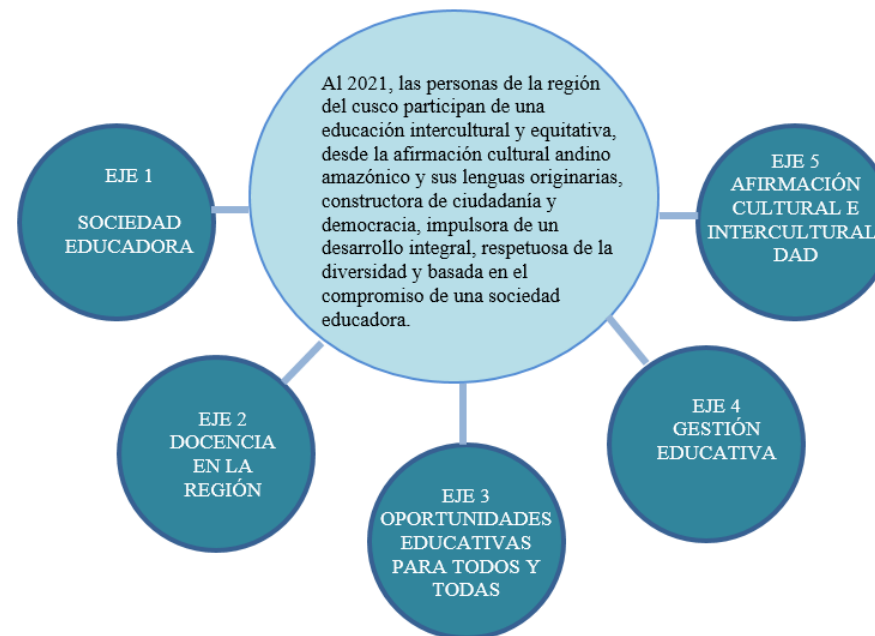 Al 2021, las personas de la región
del cusco participan de una
educación intercultural y equitativa,
desde la afirmación cultural andino
amazónico y sus lenguas originarias,
constructora de ciudadanía y
democracia, impulsora de un
desarrollo integral, respetuosa de la
diversidad y basada en el
compromiso de una sociedad
educadora.
EJE 1
SOCIEDAD
EDUCADORA
EJE 2
DOCENCIA
EN LA
REGIÓN
EJE 3
OPORTUNIDADES
EDUCATIVAS
PARA TODOS Y
TODAS
EJE 4
GESTIÓN
EDUCATIVA
EJE 5
AFIRMACIÓN
CULTURAL E
INTERCULTURALI
DAD